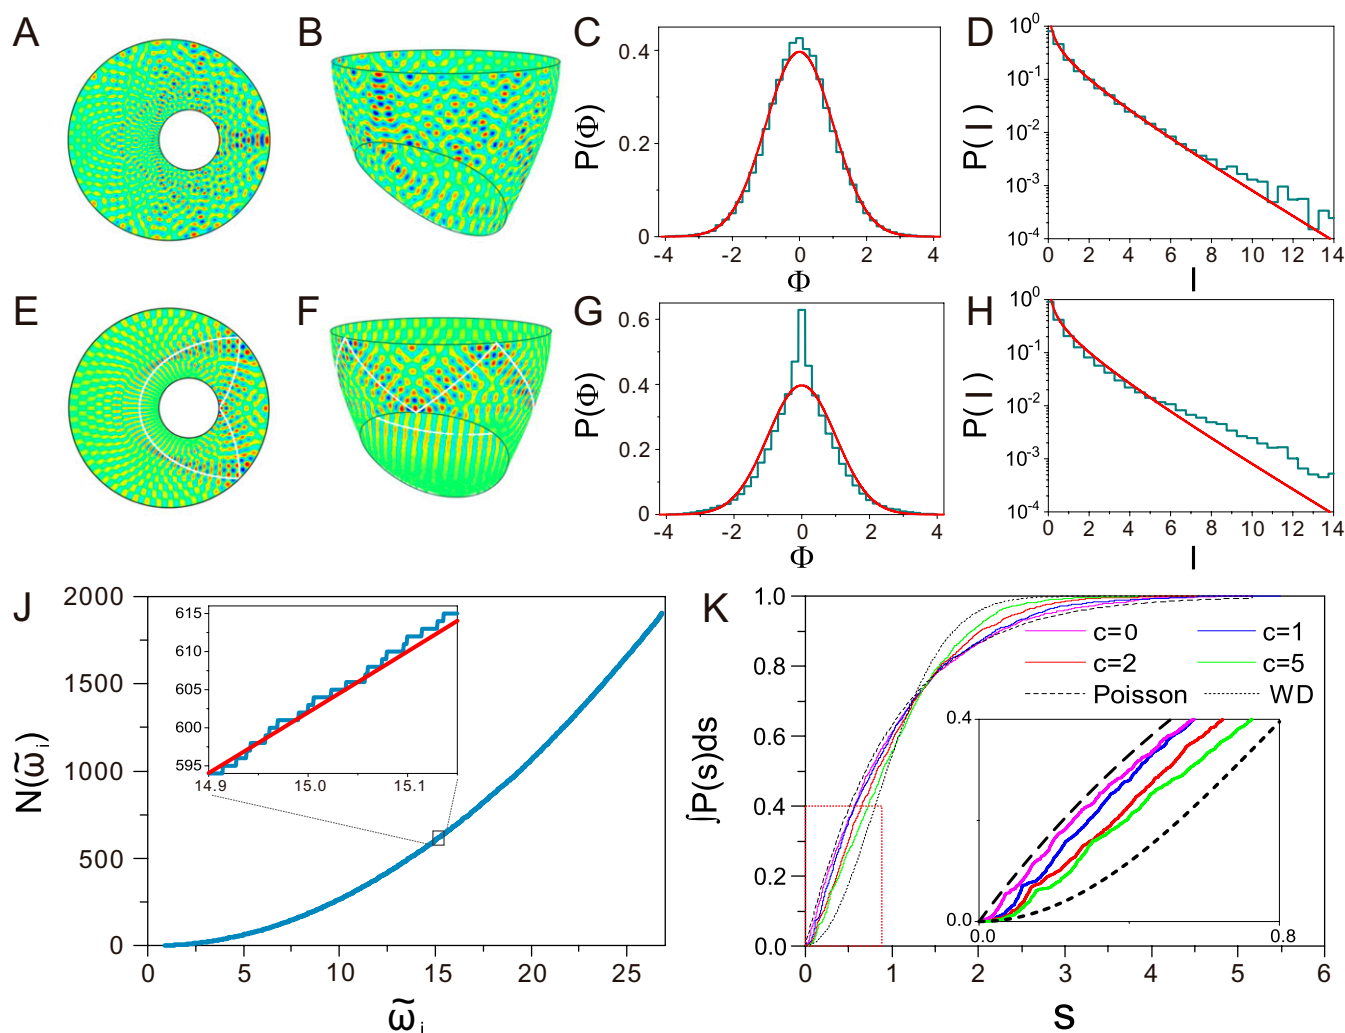 A
B
C
D
P(Φ)
0.4
0.2
0
-4 -2 0 2 4
Φ
P(I)
10⁰
10⁻¹
10⁻²
10⁻³
10⁻⁴
0 2 4 6 8 10 12 14
I
E
F
G
H
P(Φ)
0.6
0.4
0.2
0
-4 -2 0 2 4
Φ
P(I)
10⁰
10⁻¹
10⁻²
10⁻³
10⁻⁴
0 2 4 6 8 10 12 14
I
J
N(ω̃ᵢ)
2000
1500
1000
500
0
0 5 10 15 20 25
ω̃ᵢ
615
610
605
600
595
14.9 15.0 15.1
K
∫P(s)ds
1.0
0.8
0.6
0.4
0.2
0.0
0 1 2 3 4 5 6
s
c=0 c=1
c=2 c=5
Poisson WD
0.4
0.0
0.0 0.8